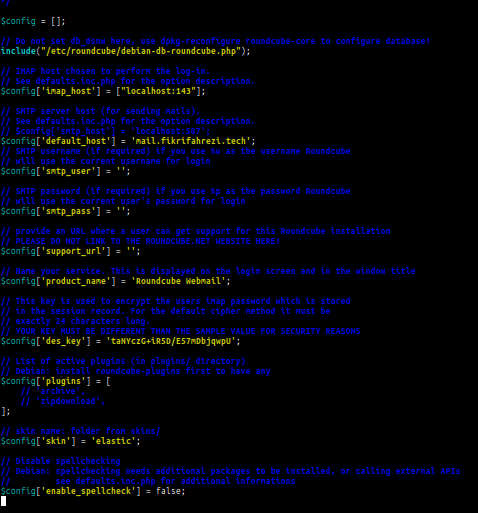 */
$config = [];
// Do not set db_dsnw here, use dpkg-reconfigure roundcube-core to configure database!
include("/etc/roundcube/debian-db-roundcube.php");
// IMAP host chosen to perform the log-in.
// See defaults.inc.php for the option description.
$config['imap_host'] = ["localhost:143"];
// SMTP server host (for sending mails).
// See defaults.inc.php for the option description.
// $config['smtp_host'] = 'localhost:587';
$config['default_host'] = 'mail.fikrifahrezi.tech';
// SMTP username (if required) if you use %u as the username Roundcube
// will use the current username for login
$config['smtp_user'] = '';
// SMTP password (if required) if you use %p as the password Roundcube
// will use the current user's password for login
$config['smtp_pass'] = '';
// provide an URL where a user can get support for this Roundcube installation
// PLEASE DO NOT LINK TO THE ROUNDCUBE.NET WEBSITE HERE!
$config['support_url'] = '';
// Name your service. This is displayed on the login screen and in the window title
$config['product_name'] = 'Roundcube Webmail';
// This key is used to encrypt the users imap password which is stored
// in the session record. For the default cipher method it must be
// exactly 24 characters long.
// YOUR KEY MUST BE DIFFERENT THAN THE SAMPLE VALUE FOR SECURITY REASONS
$config['des_key'] = 'taNYczG+iR5D/E57mDbjqwpU';
// List of active plugins (in plugins/ directory)
// Debian: install roundcube-plugins first to have any
$config['plugins'] = [
// 'archive',
// 'zipdownload',
];
// skin name: folder from skins/
$config['skin'] = 'elastic';
// Disable spellchecking
// Debian: spellchecking needs additional packages to be installed, or calling external APIs
// see defaults.inc.php for additional informations
$config['enable_spellcheck'] = false;